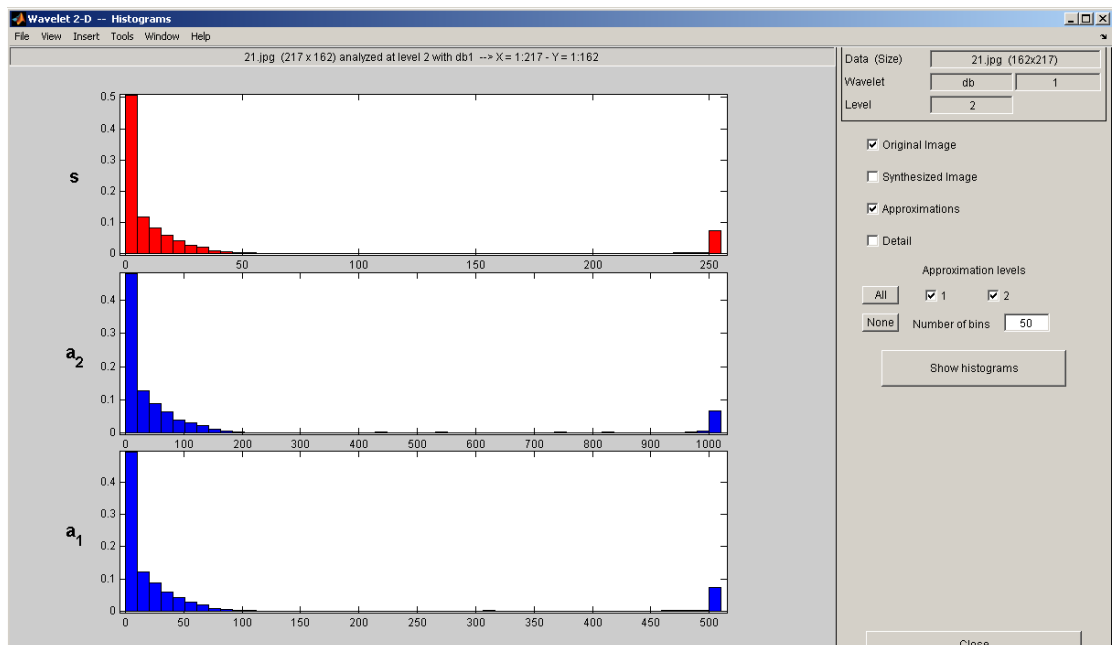 Wavelet 2-D -- Histograms
File View Insert Tools Window Help
21.jpg (217 x 162) analyzed at level 2 with db1 --> X = 1:217 - Y = 1:162
Data (Size) 21.jpg (162x217)
Wavelet db 1
Level 2
Original Image
Synthesized Image
Approximations
Detail
Approximation levels
All 1 2
None Number of bins 50
Show histograms
Close
s
0.5
0.4
0.3
0.2
0.1
0
0 50 100 150 200 250
a2
0.4
0.3
0.2
0.1
0
0 100 200 300 400 500 600 700 800 900 1000
a1
0.4
0.3
0.2
0.1
0
0 50 100 150 200 250 300 350 400 450 500